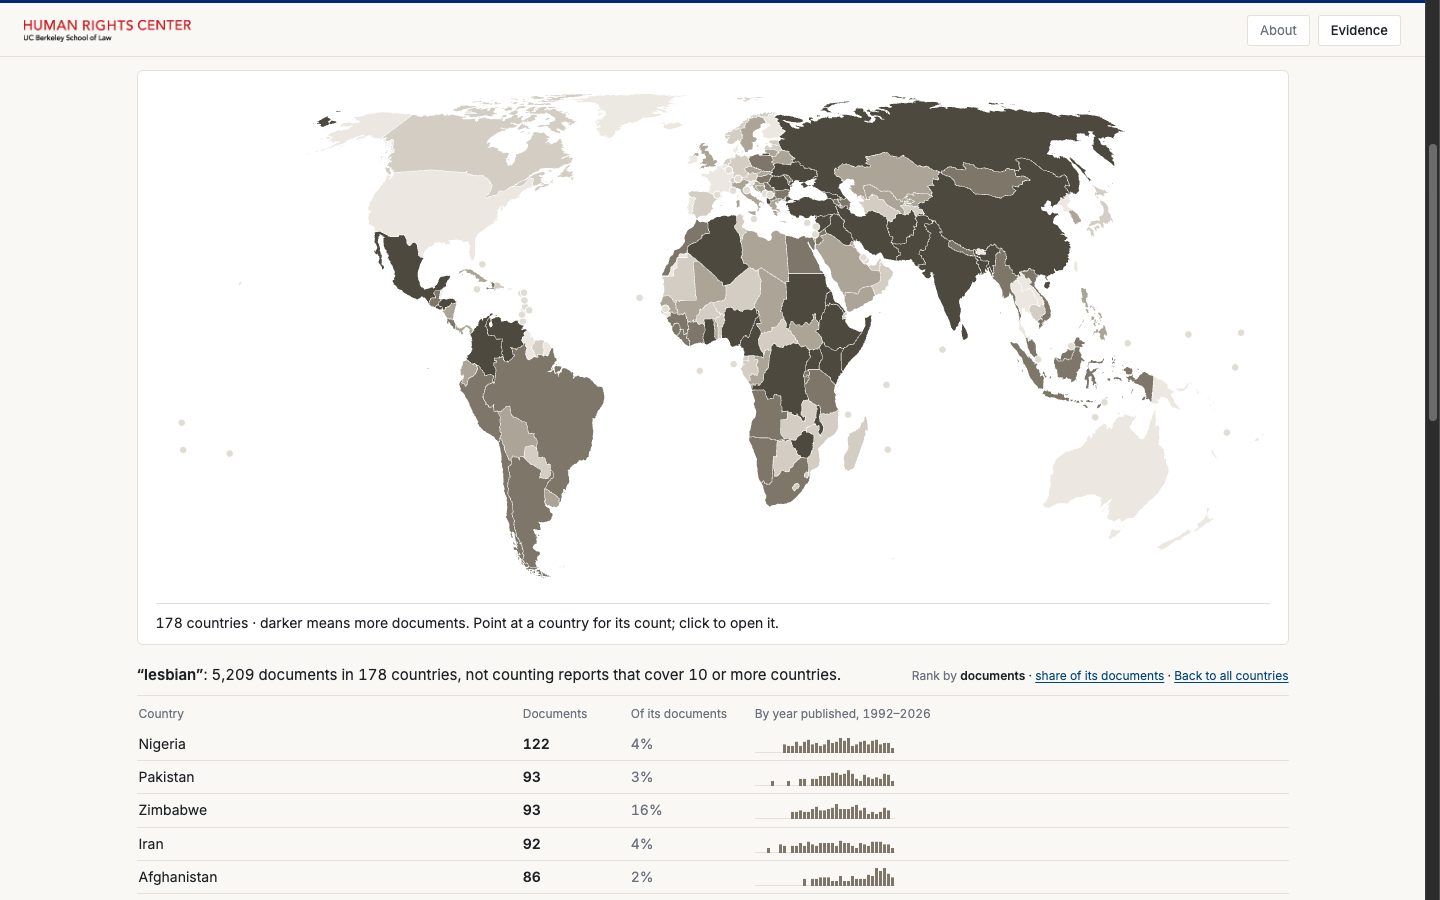 HUMAN RIGHTS CENTER
UC Berkeley School of Law
About
Evidence
178 countries · darker means more documents. Point at a country for its count; click to open it.
“lesbian”: 5,209 documents in 178 countries, not counting reports that cover 10 or more countries.
Rank by documents · share of its documents · Back to all countries
Country Documents Of its documents By year published, 1992–2026
Nigeria 122 4%
Pakistan 93 3%
Zimbabwe 93 16%
Iran 92 4%
Afghanistan 86 2%